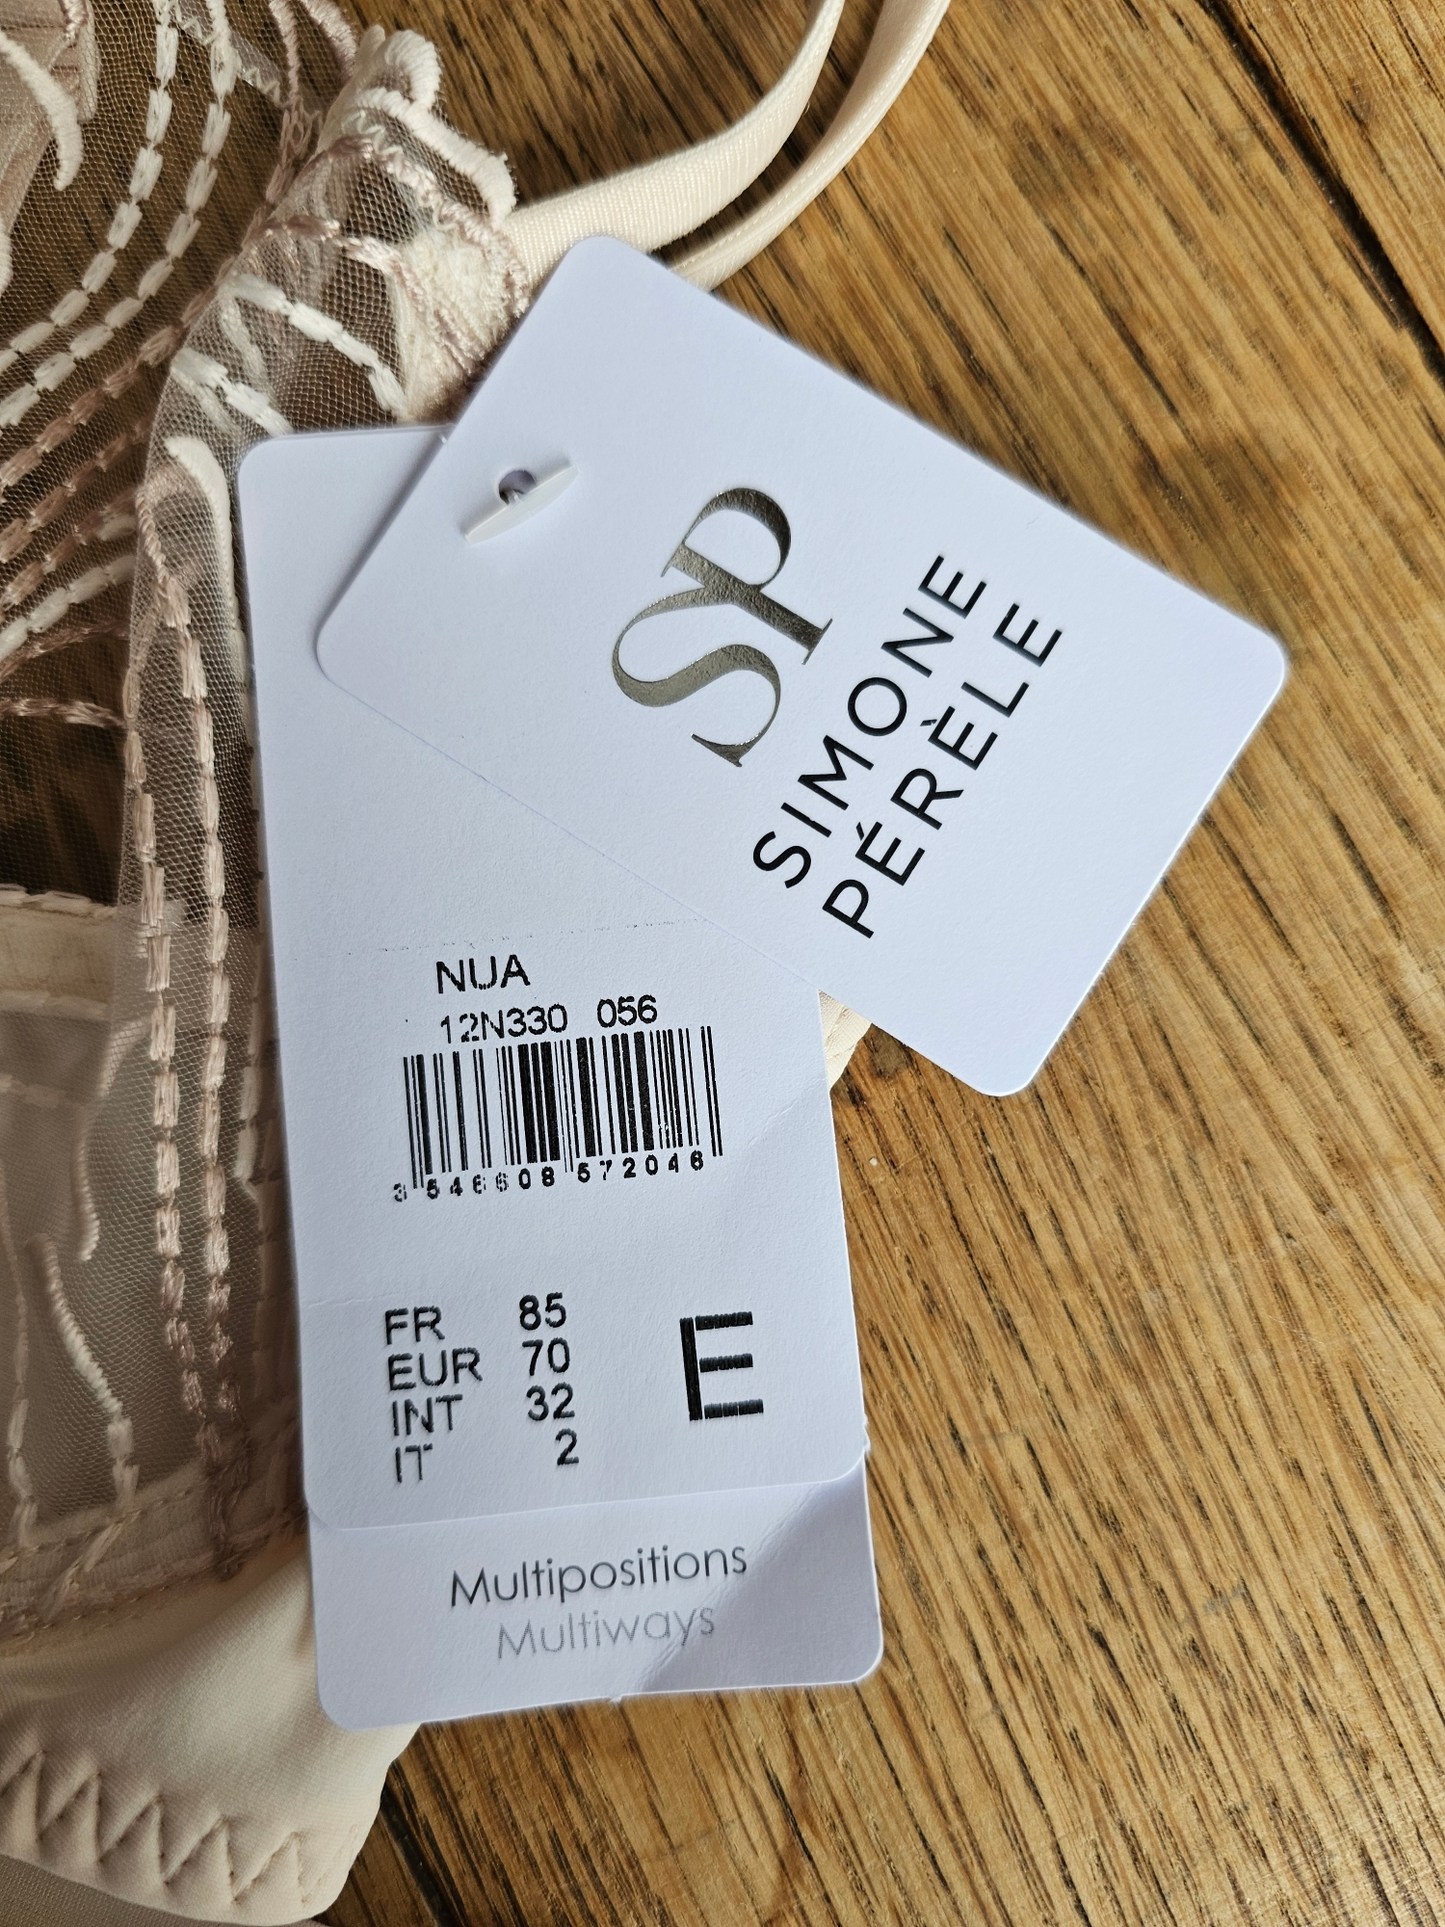 SP
SIMONE
PÉRÈLE
NUA
12N330 056
3 546608 572046
FR 85
EUR 70
INT 32
IT 2
E
Multipositions
Multiways